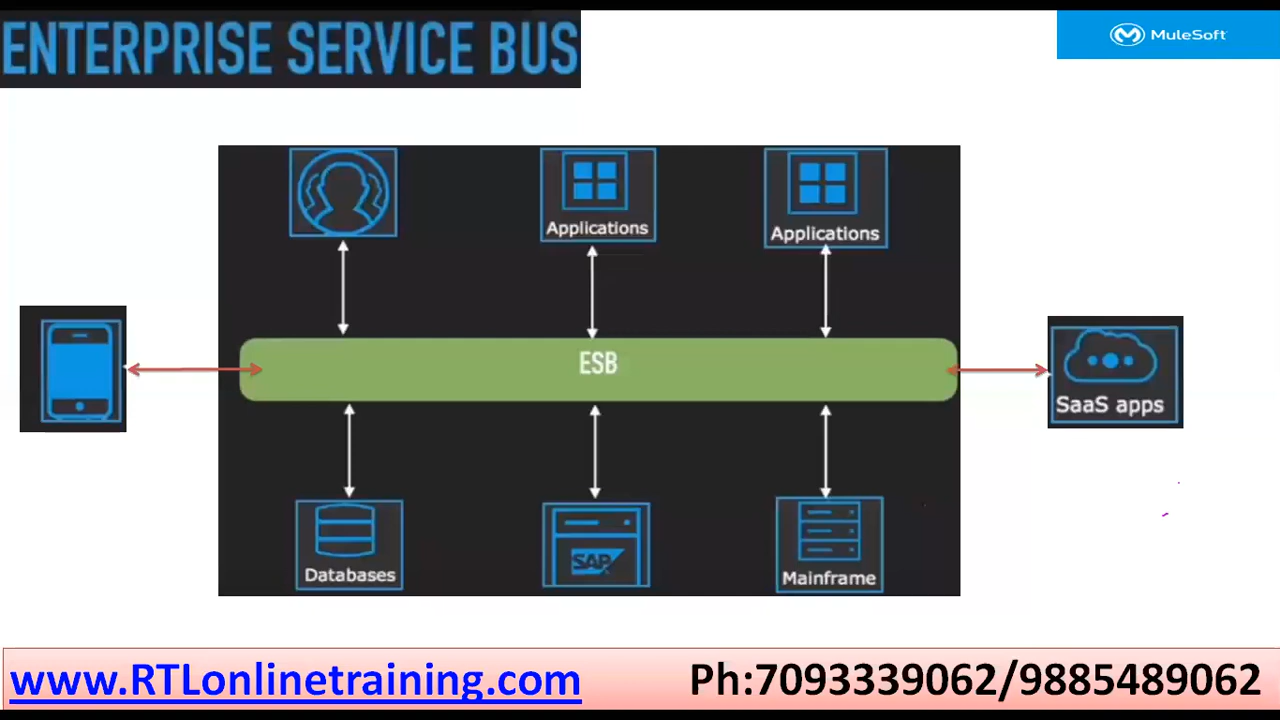 ENTERPRISE SERVICE BUS
MuleSoft
Applications
Applications
ESB
SaaS apps
Databases
SAP
Mainframe
www.RTLonlinetraining.com
Ph:7093339062/9885489062